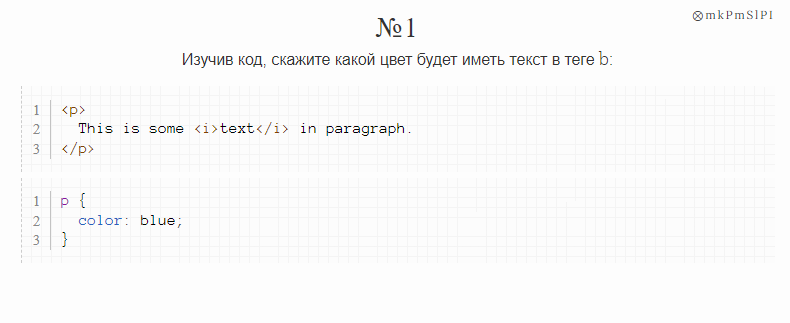 ⊗mkPmSlPI
№1
Изучив код, скажите какой цвет будет иметь текст в теге b:
1 <p>
2 This is some <i>text</i> in paragraph.
3 </p>
1 p {
2 color: blue;
3 }